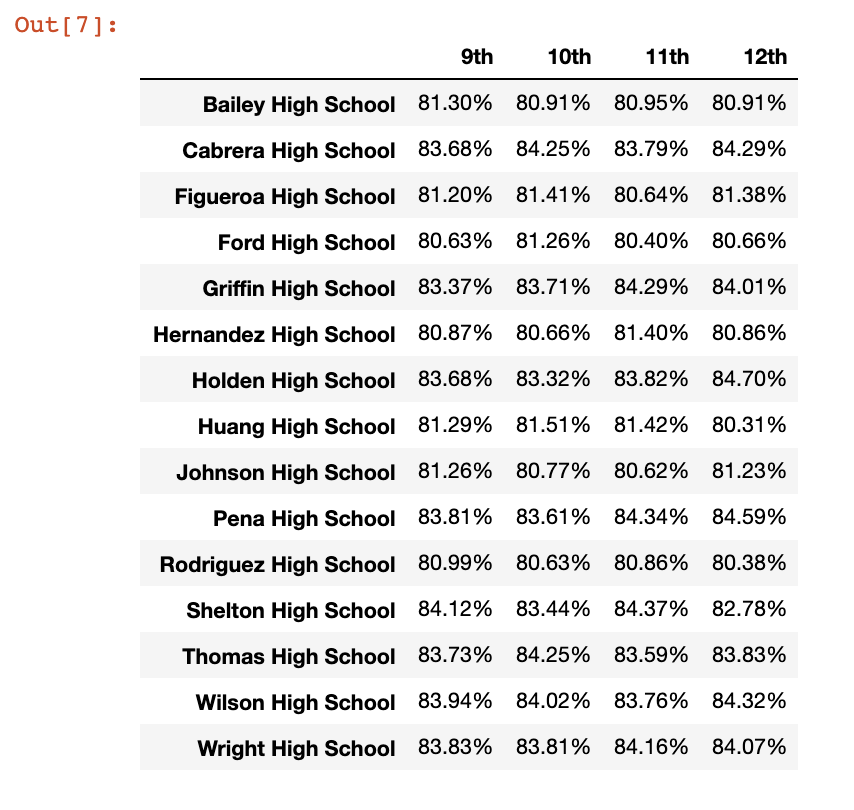 Out[7]:
9th 10th 11th 12th
Bailey High School 81.30% 80.91% 80.95% 80.91%
Cabrera High School 83.68% 84.25% 83.79% 84.29%
Figueroa High School 81.20% 81.41% 80.64% 81.38%
Ford High School 80.63% 81.26% 80.40% 80.66%
Griffin High School 83.37% 83.71% 84.29% 84.01%
Hernandez High School 80.87% 80.66% 81.40% 80.86%
Holden High School 83.68% 83.32% 83.82% 84.70%
Huang High School 81.29% 81.51% 81.42% 80.31%
Johnson High School 81.26% 80.77% 80.62% 81.23%
Pena High School 83.81% 83.61% 84.34% 84.59%
Rodriguez High School 80.99% 80.63% 80.86% 80.38%
Shelton High School 84.12% 83.44% 84.37% 82.78%
Thomas High School 83.73% 84.25% 83.59% 83.83%
Wilson High School 83.94% 84.02% 83.76% 84.32%
Wright High School 83.83% 83.81% 84.16% 84.07%